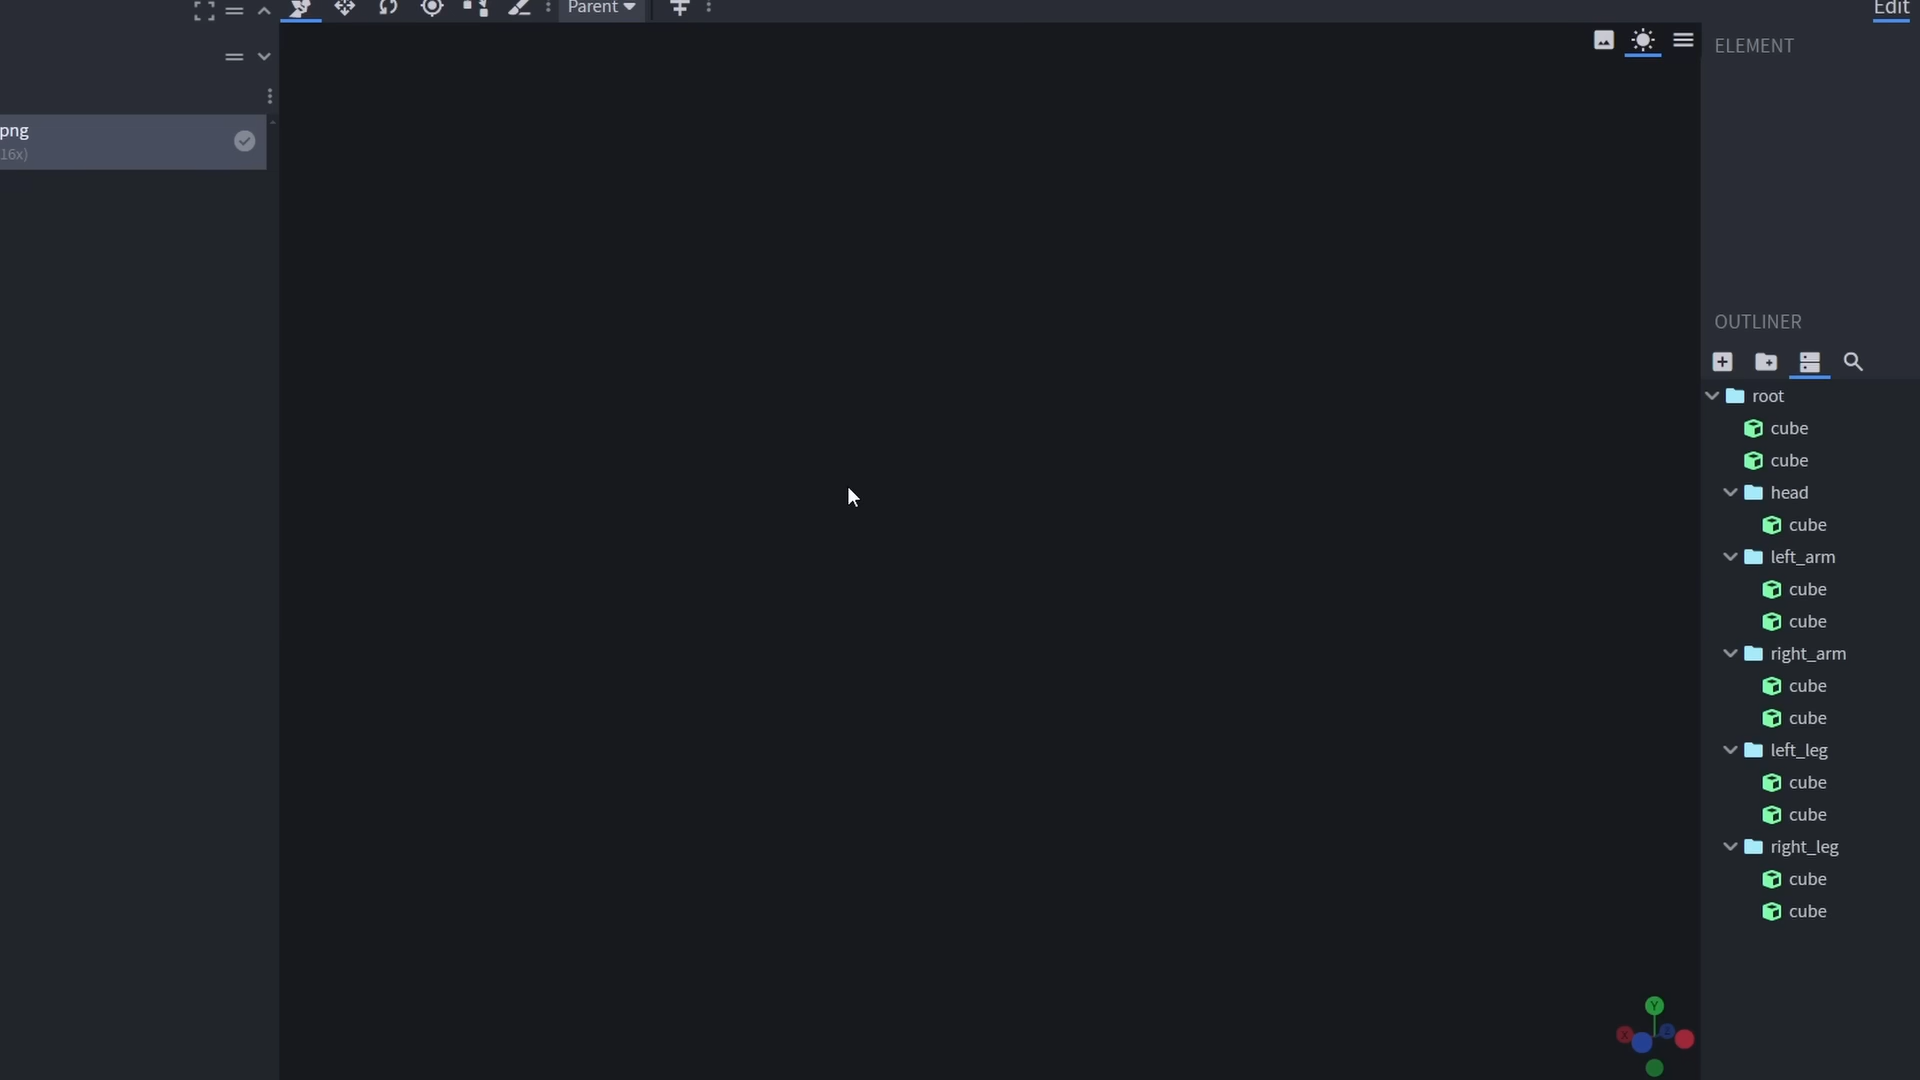 Parent
Edit
ELEMENT
png
16x)
OUTLINER
root
cube
cube
head
cube
left_arm
cube
cube
right_arm
cube
cube
left_leg
cube
cube
right_leg
cube
cube
Y
X
Z